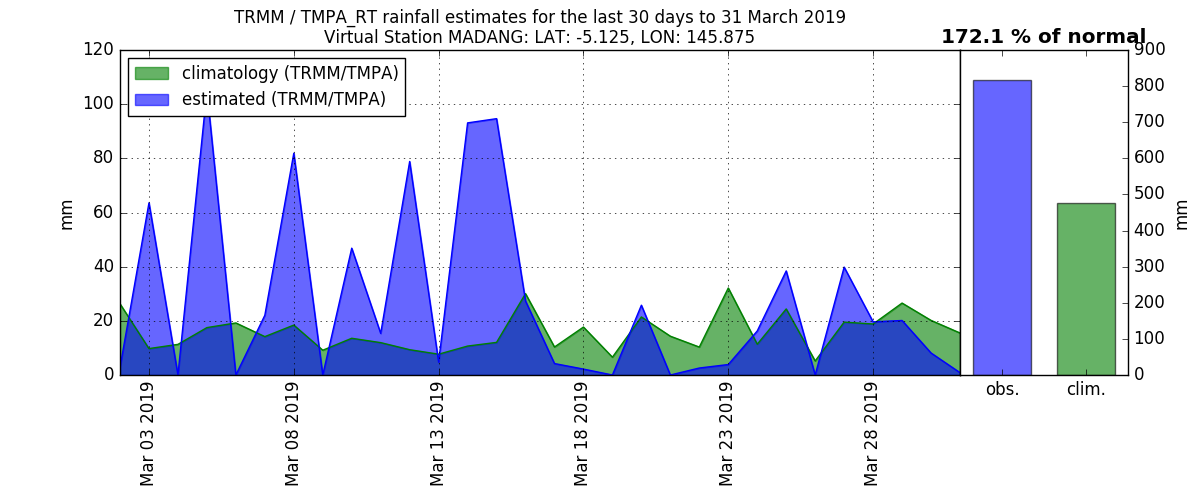 TRMM / TMPA_RT rainfall estimates for the last 30 days to 31 March 2019
Virtual Station MADANG: LAT: -5.125, LON: 145.875
172.1 % of normal
climatology (TRMM/TMPA)
estimated (TRMM/TMPA)
mm
120
100
80
60
40
20
0
Mar 03 2019
Mar 08 2019
Mar 13 2019
Mar 18 2019
Mar 23 2019
Mar 28 2019
900
800
700
600
500
400
300
200
100
0
mm
obs.
clim.